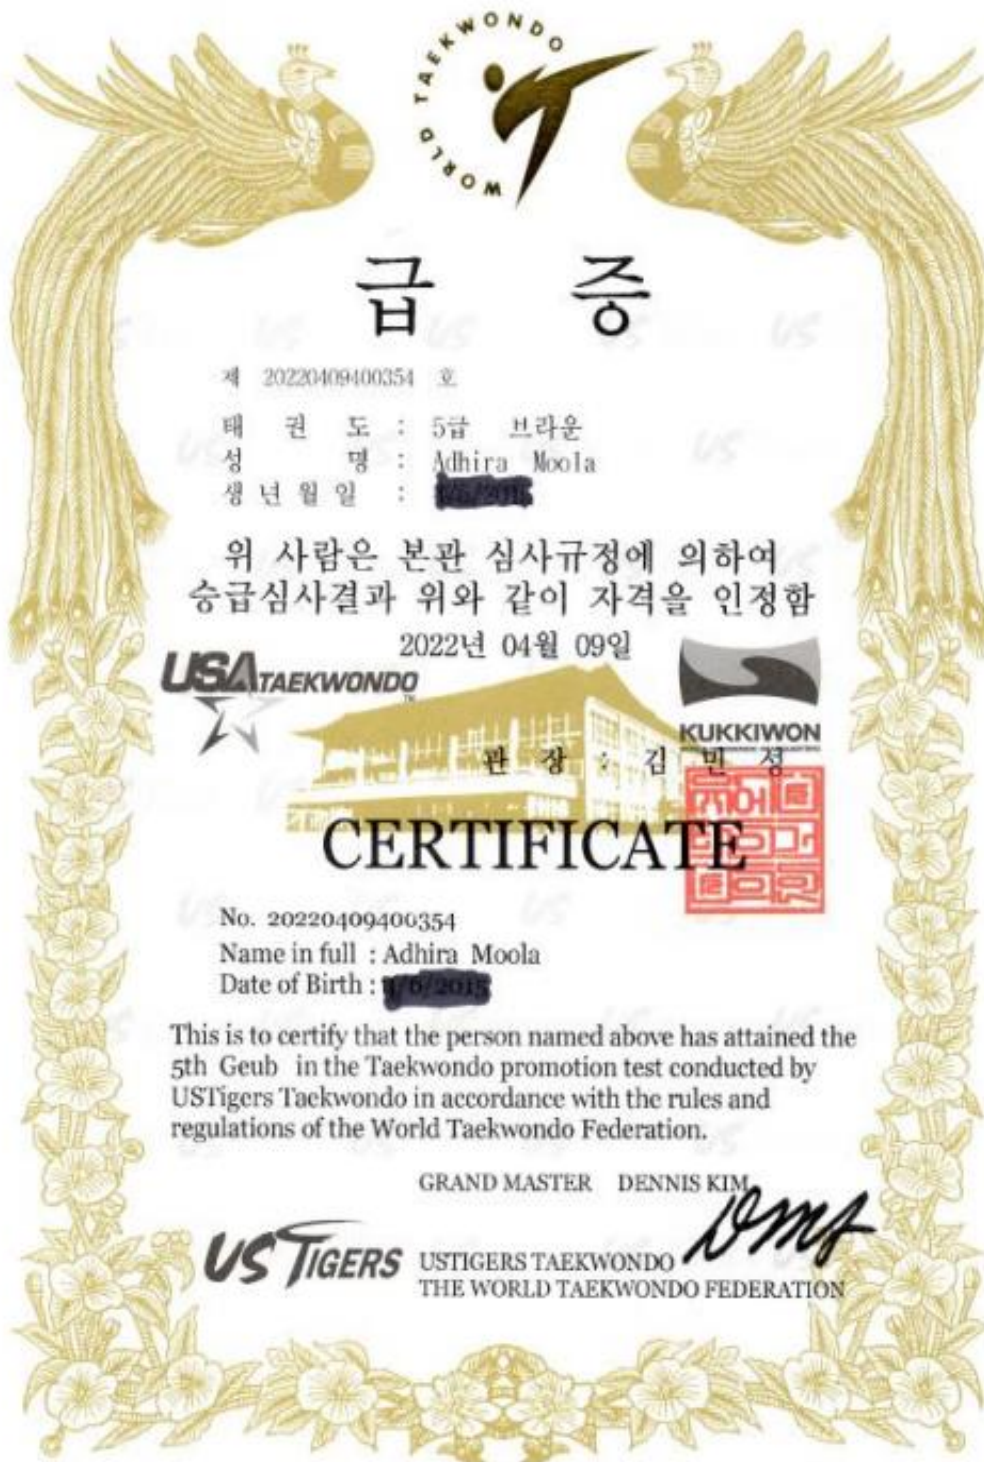 WORLD TAEKWONDO
급 증
제 20220409400354 호
태 권 도 : 5급 브라운
성 명 : Adhira Moola
생년월일 :
위 사람은 본관 심사규정에 의하여
승급심사결과 위와 같이 자격을 인정함
2022년 04월 09일
USA TAEKWONDO
KUKKIWON
관 장 : 김 민 성
CERTIFICATE
No. 20220409400354
Name in full : Adhira Moola
Date of Birth :
This is to certify that the person named above has attained the
5th Geub in the Taekwondo promotion test conducted by
USTigers Taekwondo in accordance with the rules and
regulations of the World Taekwondo Federation.
GRAND MASTER DENNIS KIM
US TIGERS
USTIGERS TAEKWONDO
THE WORLD TAEKWONDO FEDERATION